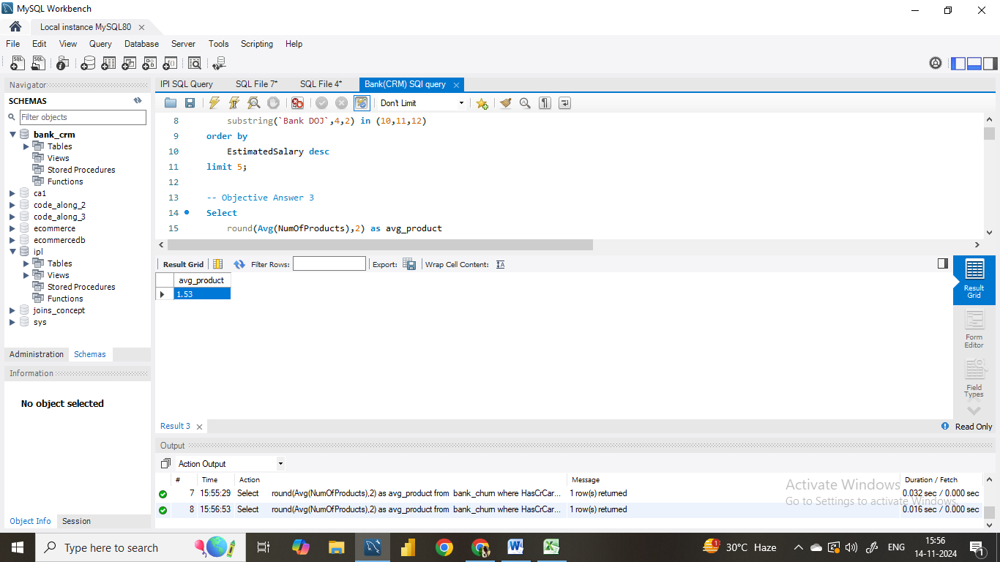 MySQL Workbench
Local instance MySQL80
File Edit View Query Database Server Tools Scripting Help
Navigator
SCHEMAS
Filter objects
bank_crm
Tables
Views
Stored Procedures
Functions
ca1
code_along_2
code_along_3
ecommerce
ecommercedb
ipl
Tables
Views
Stored Procedures
Functions
joins_concept
sys
Administration Schemas
Information
No object selected
Object Info Session
IPl SQL Query SQL File 7* SQL File 4* Bank(CRM) SQl query
Don't Limit
8 substring(`Bank DOJ`,4,2) in (10,11,12)
9 order by
10 EstimatedSalary desc
11 limit 5;
12
13 -- Objective Answer 3
14 Select
15 round(Avg(NumOfProducts),2) as avg_product
Result Grid Filter Rows: Export: Wrap Cell Content:
avg_product
1.53
Result Grid
Form Editor
Field Types
Result 3 Read Only
Output
Action Output
# Time Action Message Duration / Fetch
7 15:55:29 Select round(Avg(NumOfProducts),2) as avg_product from bank_churn where HasCrCar... 1 row(s) returned 0.032 sec / 0.000 sec
8 15:56:53 Select round(Avg(NumOfProducts),2) as avg_product from bank_churn where HasCrCar... 1 row(s) returned 0.016 sec / 0.000 sec
Activate Windows
Go to Settings to activate Windows.
Type here to search
30°C Haze
ENG
15:56
14-11-2024
1
1